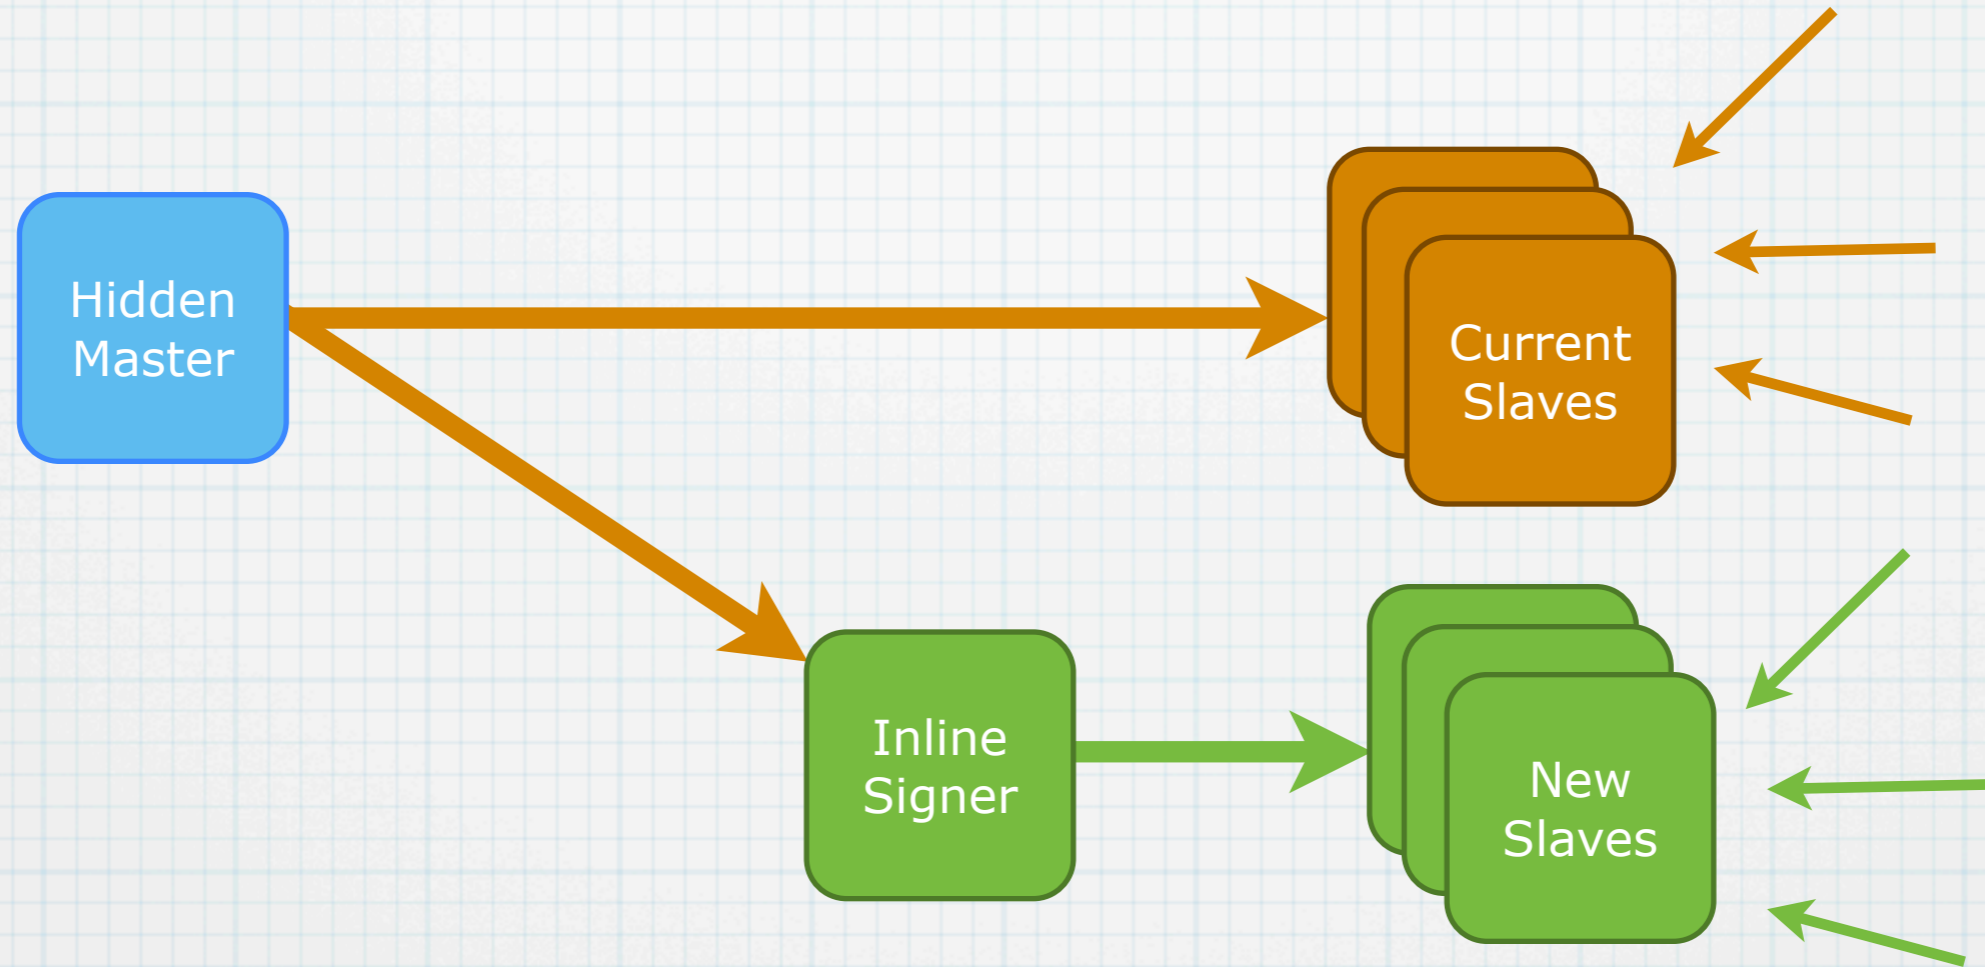 Hidden
Master
Current
Slaves
Inline
Signer
New
Slaves